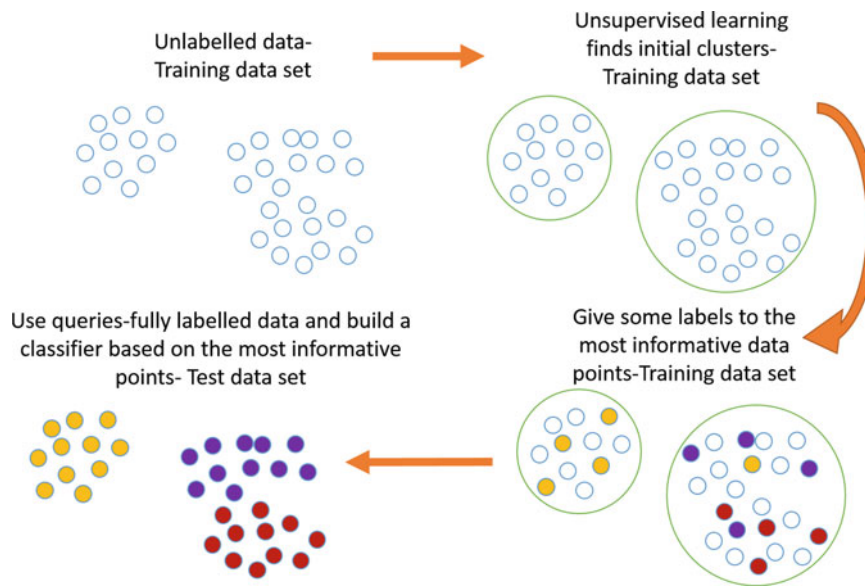 Unlabelled data-
Training data set
Unsupervised learning
finds initial clusters-
Training data set
Give some labels to the
most informative data
points-Training data set
Use queries-fully labelled data and build a
classifier based on the most informative
points- Test data set